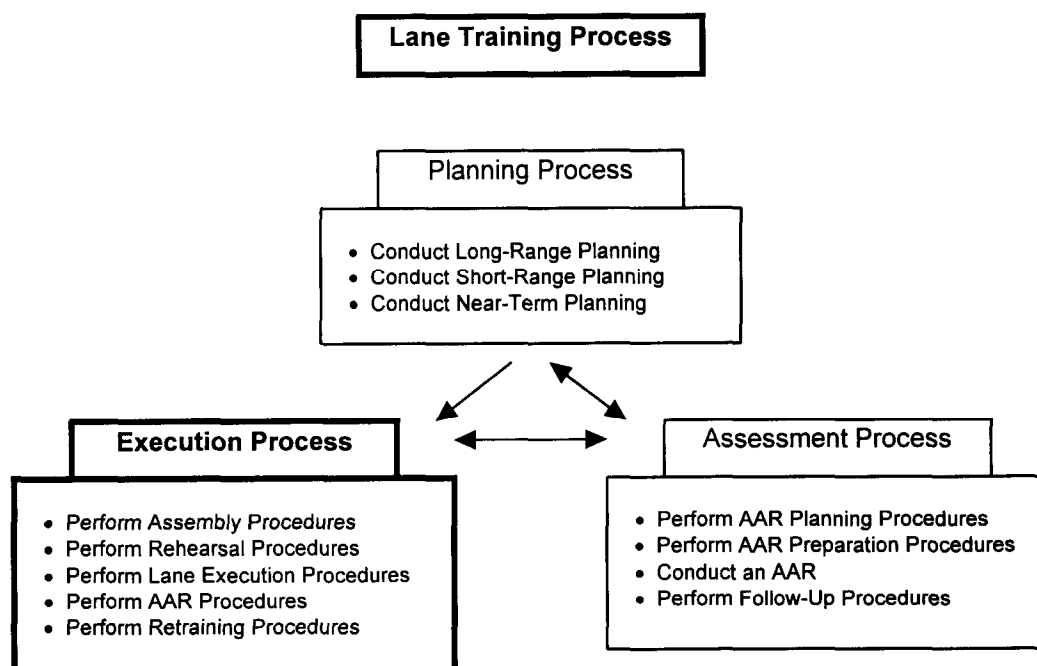 Lane Training Process
Planning Process
• Conduct Long-Range Planning
• Conduct Short-Range Planning
• Conduct Near-Term Planning
Execution Process
• Perform Assembly Procedures
• Perform Rehearsal Procedures
• Perform Lane Execution Procedures
• Perform AAR Procedures
• Perform Retraining Procedures
Assessment Process
• Perform AAR Planning Procedures
• Perform AAR Preparation Procedures
• Conduct an AAR
• Perform Follow-Up Procedures